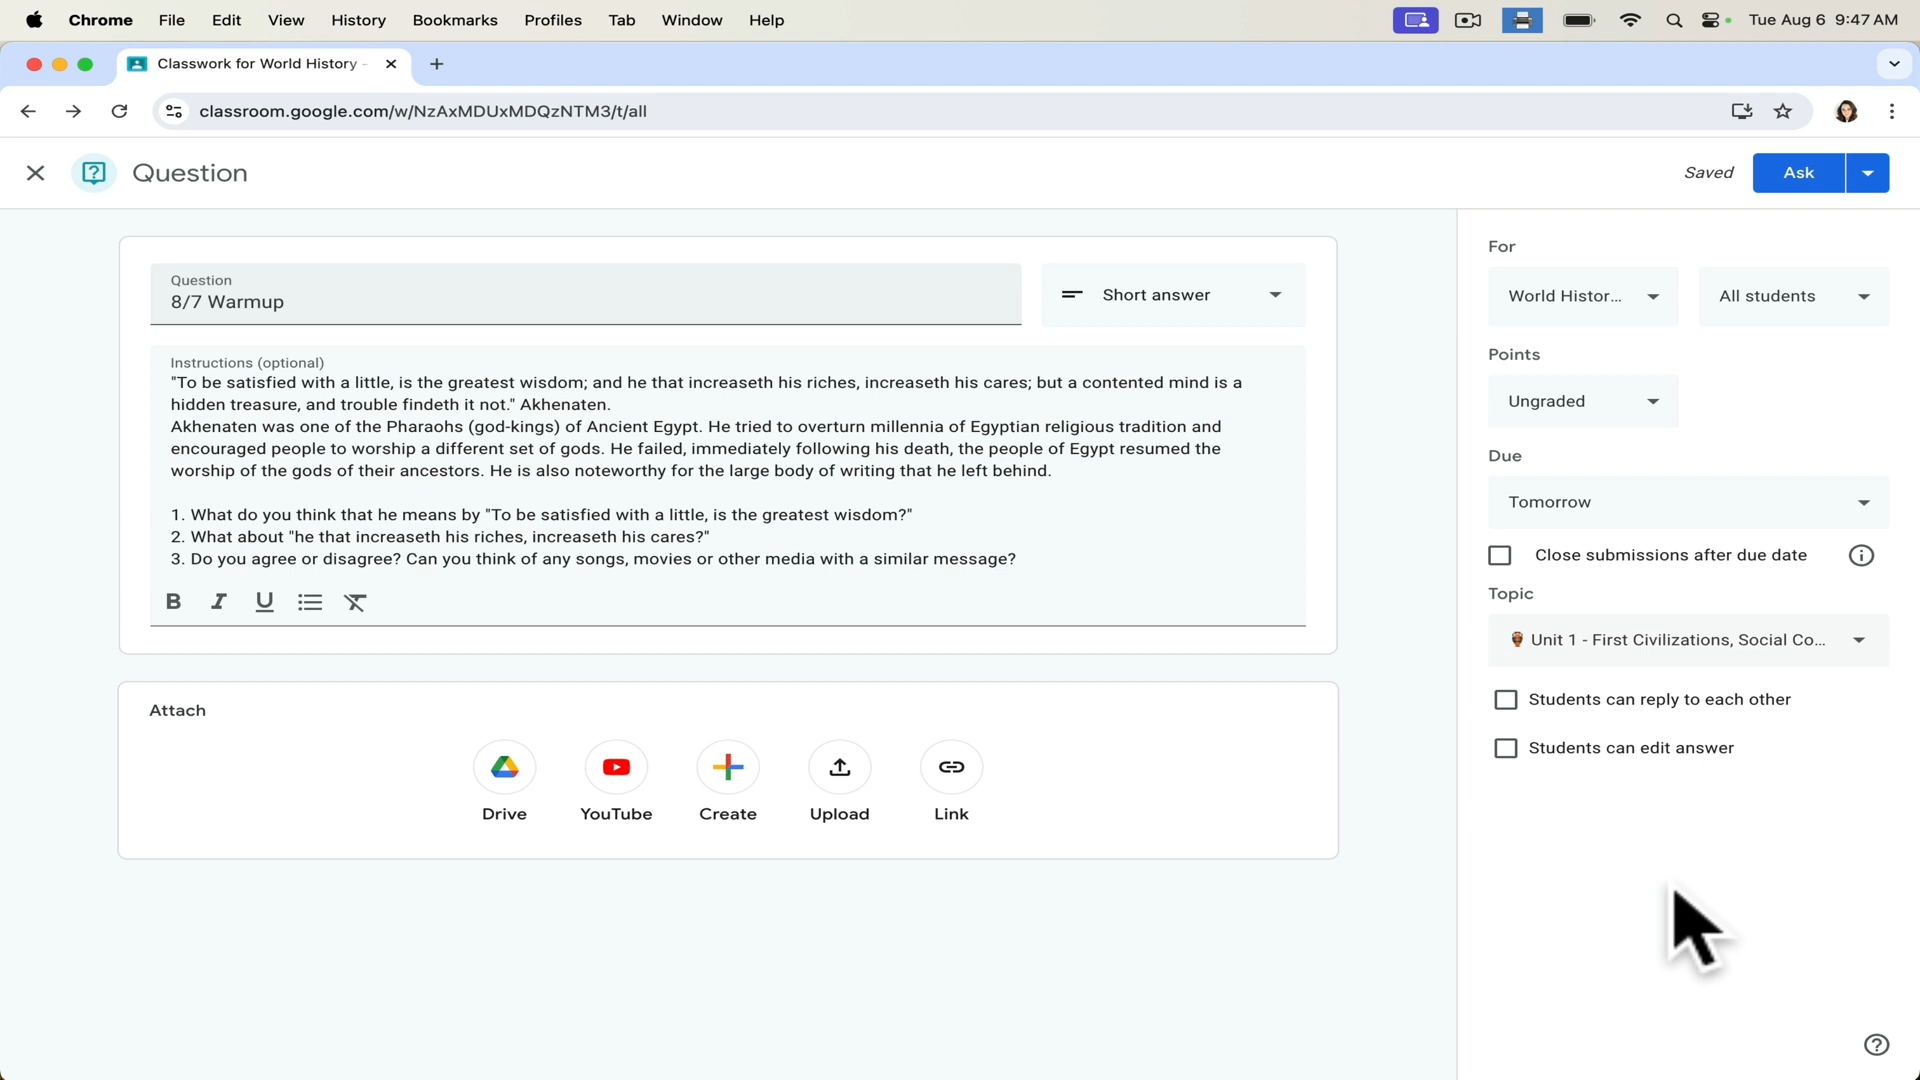 Chrome File Edit View History Bookmarks Profiles Tab Window Help Tue Aug 6 9:47 AM
Classwork for World History -
classroom.google.com/w/NzAxMDUxMDQzNTM3/t/all
Question Saved Ask
Question
8/7 Warmup
Short answer
Instructions (optional)
"To be satisfied with a little, is the greatest wisdom; and he that increaseth his riches, increaseth his cares; but a contented mind is a
hidden treasure, and trouble findeth it not." Akhenaten.
Akhenaten was one of the Pharaohs (god-kings) of Ancient Egypt. He tried to overturn millennia of Egyptian religious tradition and
encouraged people to worship a different set of gods. He failed, immediately following his death, the people of Egypt resumed the
worship of the gods of their ancestors. He is also noteworthy for the large body of writing that he left behind.
1. What do you think that he means by "To be satisfied with a little, is the greatest wisdom?"
2. What about "he that increaseth his riches, increaseth his cares?"
3. Do you agree or disagree? Can you think of any songs, movies or other media with a similar message?
B I U
Attach
Drive YouTube Create Upload Link
For
World Histor... All students
Points
Ungraded
Due
Tomorrow
Close submissions after due date
Topic
Unit 1 - First Civilizations, Social Co...
Students can reply to each other
Students can edit answer